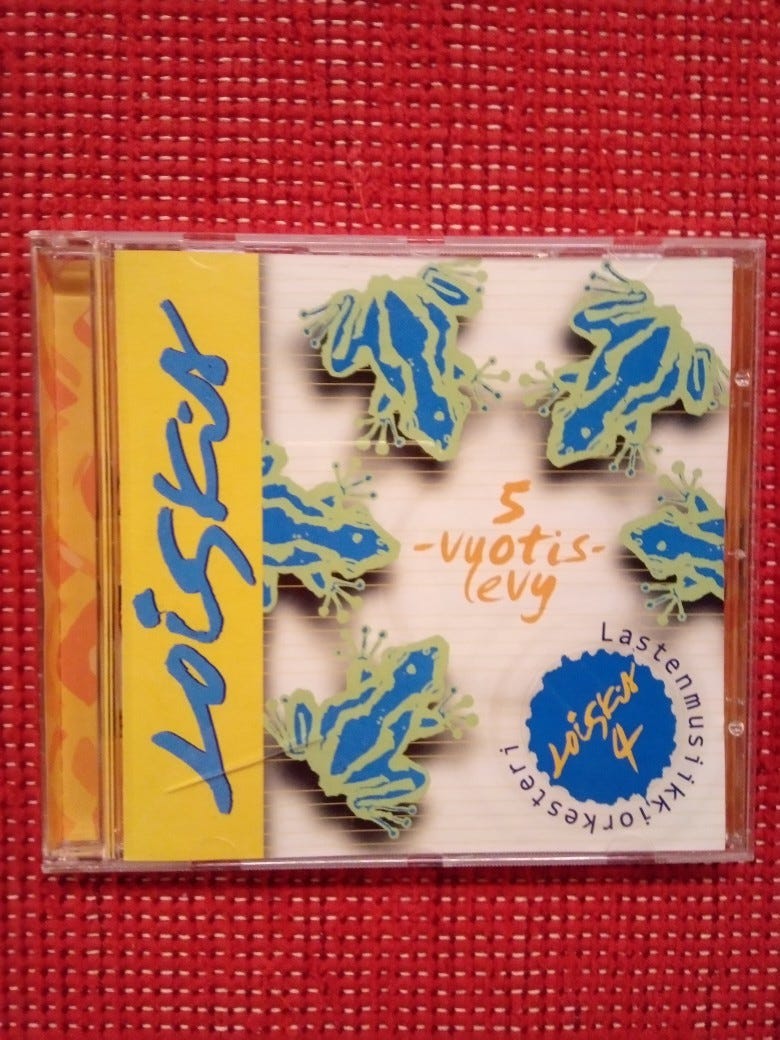 Loiskis
5
-vuotis-
levy
Lastenmusiikkiorkesteri
Loiskis
4